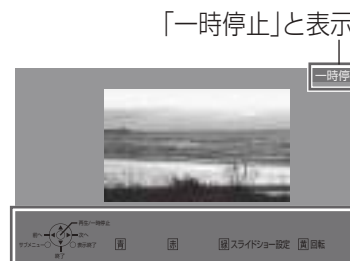 「一時停止」と表示
一時停
再生/一時停止
前へ 次へ
サブメニュー 表示終了
終了
青 赤 緑 スライドショー設定 黄 回転